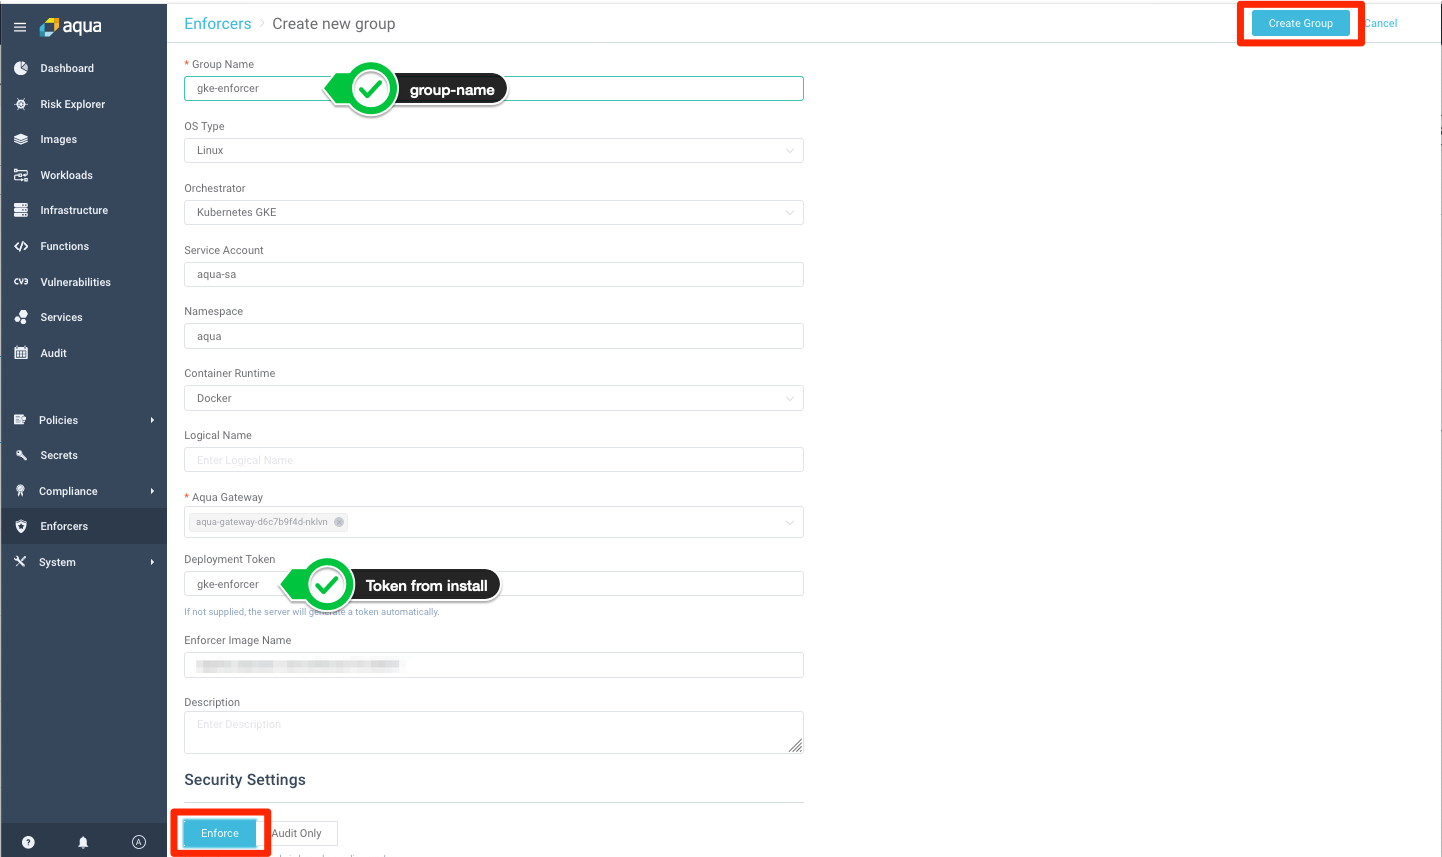 aqua
Enforcers > Create new group
Create Group
Cancel
Dashboard
Risk Explorer
Images
Workloads
Infrastructure
Functions
CVE Vulnerabilities
Services
Audit
Policies
Secrets
Compliance
Enforcers
System
?
A
* Group Name
gke-enforcer
group-name
OS Type
Linux
Orchestrator
Kubernetes GKE
Service Account
aqua-sa
Namespace
aqua
Container Runtime
Docker
Logical Name
Enter Logical Name
* Aqua Gateway
aqua-gateway-d6c7b9f4d-nklvn
Deployment Token
gke-enforcer
Token from install
If not supplied, the server will generate a token automatically.
Enforcer Image Name
Description
Enter Description
Security Settings
Enforce
Audit Only